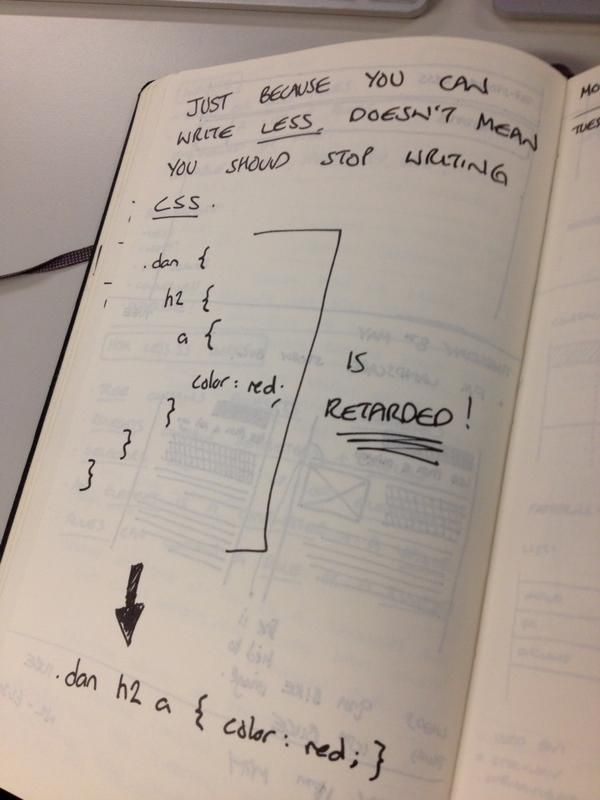 JUST BECAUSE YOU CAN
WRITE LESS, DOESN'T MEAN
YOU SHOULD STOP WRITING
CSS.
.dan {
h2 {
a {
color: red;
}
}
}
IS
RETARDED!
.dan h2 a { color: red; }
MO
TUES